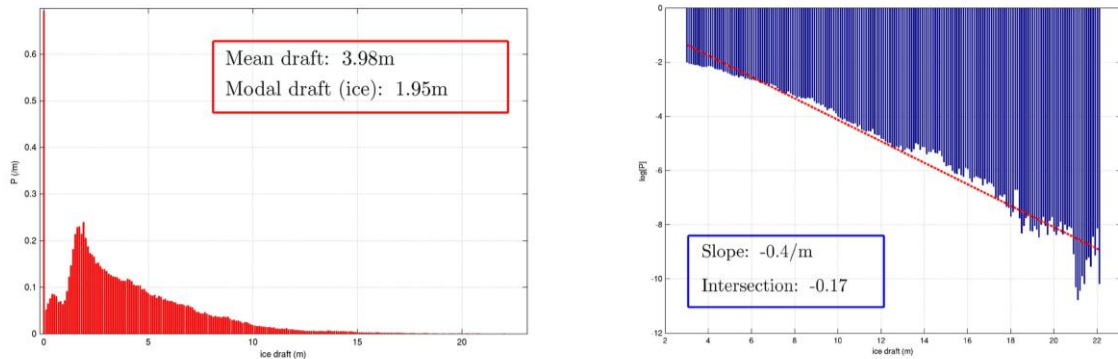 0.6
0.5
0.4
0.3
0.2
0.1
0
P (/m)
Mean draft: 3.98m
Modal draft (ice): 1.95m
0 5 10 15 20
ice draft (m)
0
-2
-4
-6
-8
-10
-12
log[P]
Slope: -0.4/m
Intersection: -0.17
2 4 6 8 10 12 14 16 18 20 22
ice draft (m)